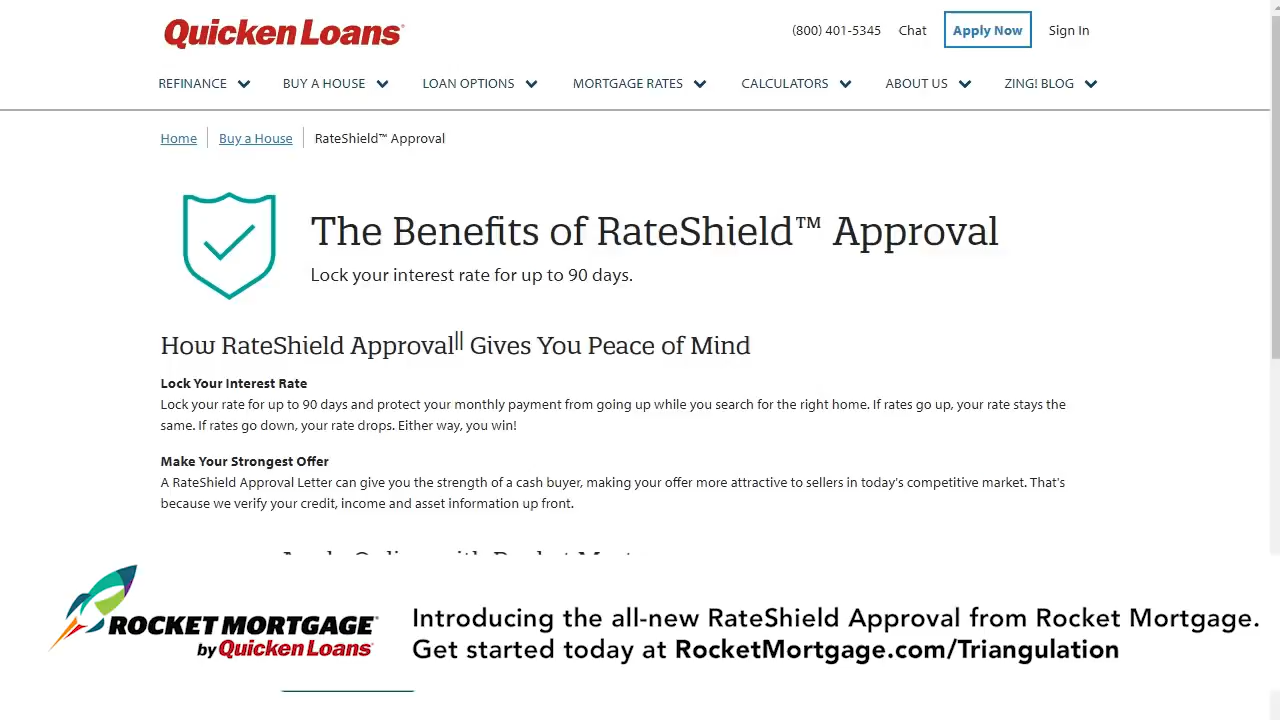 Quicken Loans
(800) 401-5345 Chat Apply Now Sign In
REFINANCE BUY A HOUSE LOAN OPTIONS MORTGAGE RATES CALCULATORS ABOUT US ZING! BLOG
Home Buy a House RateShield™ Approval
The Benefits of RateShield™ Approval
Lock your interest rate for up to 90 days.
How RateShield Approval|| Gives You Peace of Mind
Lock Your Interest Rate
Lock your rate for up to 90 days and protect your monthly payment from going up while you search for the right home. If rates go up, your rate stays the
same. If rates go down, your rate drops. Either way, you win!
Make Your Strongest Offer
A RateShield Approval Letter can give you the strength of a cash buyer, making your offer more attractive to sellers in today's competitive market. That's
because we verify your credit, income and asset information up front.
ROCKET MORTGAGE
by Quicken Loans
Introducing the all-new RateShield Approval from Rocket Mortgage.
Get started today at RocketMortgage.com/Triangulation